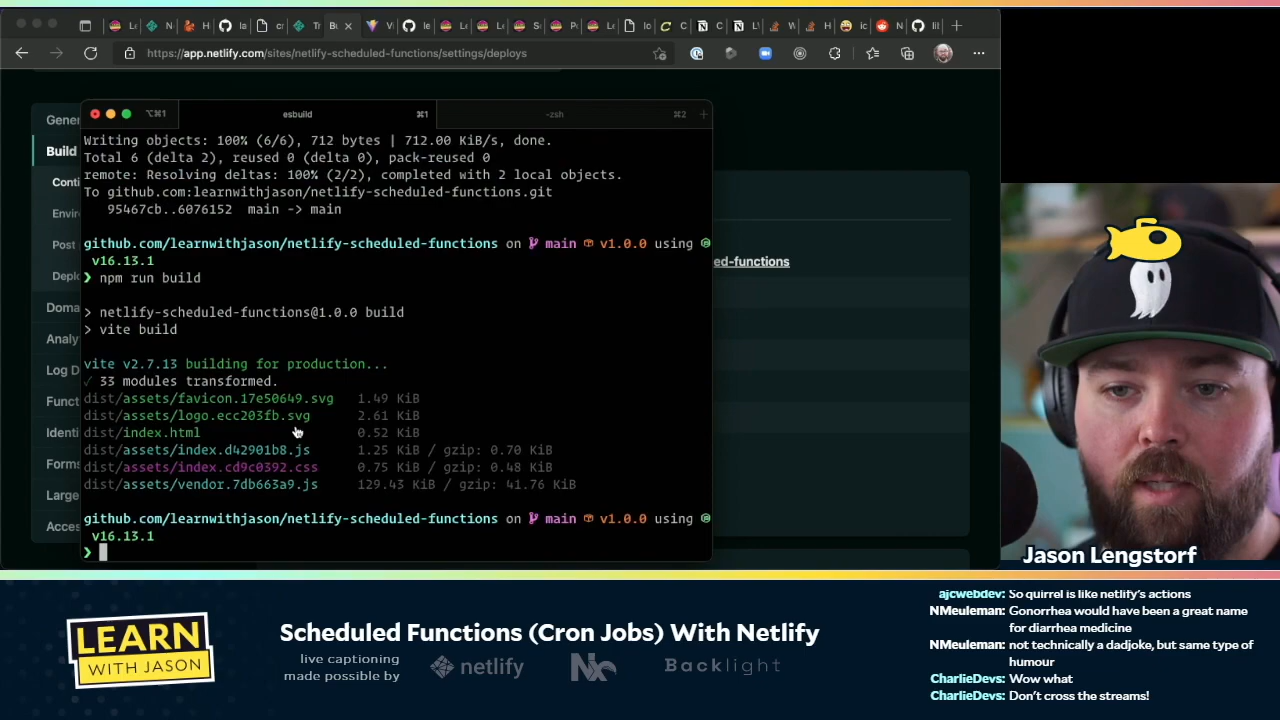 https://app.netlify.com/sites/netlify-scheduled-functions/settings/deploys
Gener
Build
Conti
Enviro
Post
Deplo
Doma
Analy
Log D
Funct
Identi
Forms
Large
Acces
ed-functions
⌥⌘1
esbuild
⌘1
-zsh
⌘2
Writing objects: 100% (6/6), 712 bytes | 712.00 KiB/s, done.
Total 6 (delta 2), reused 0 (delta 0), pack-reused 0
remote: Resolving deltas: 100% (2/2), completed with 2 local objects.
To github.com:learnwithjason/netlify-scheduled-functions.git
95467cb..6076152 main -> main
github.com/learnwithjason/netlify-scheduled-functions on main v1.0.0 using
v16.13.1
❯ npm run build
> netlify-scheduled-functions@1.0.0 build
> vite build
vite v2.7.13 building for production...
✓ 33 modules transformed.
dist/assets/favicon.17e50649.svg 1.49 KiB
dist/assets/logo.ecc203fb.svg 2.61 KiB
dist/index.html 0.52 KiB
dist/assets/index.d42901b8.js 1.25 KiB / gzip: 0.70 KiB
dist/assets/index.cd9c0392.css 0.75 KiB / gzip: 0.48 KiB
dist/assets/vendor.7db663a9.js 129.43 KiB / gzip: 41.76 KiB
github.com/learnwithjason/netlify-scheduled-functions on main v1.0.0 using
v16.13.1
❯
Jason Lengstorf
LEARN
WITH JASON
Scheduled Functions (Cron Jobs) With Netlify
live captioning
made possible by
netlify
Backlight
ajcwebdev: So quirrel is like netlify's actions
NMeuleman: Gonorrhea would have been a great name
for diarrhea medicine
NMeuleman: not technically a dadjoke, but same type of
humour
CharlieDevs: Wow what
CharlieDevs: Don't cross the streams!